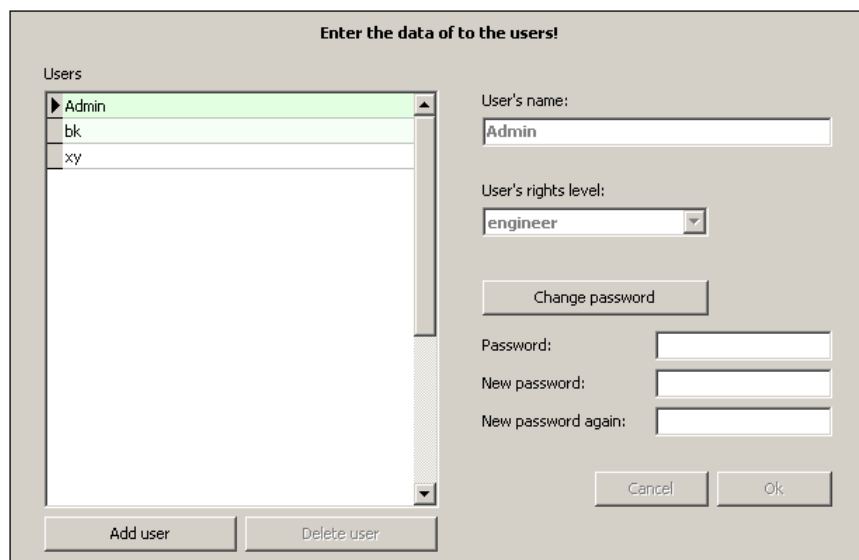 Enter the data of to the users!
Users
Admin
bk
xy
Add user
Delete user
User's name:
Admin
User's rights level:
engineer
Change password
Password:
New password:
New password again:
Cancel
Ok